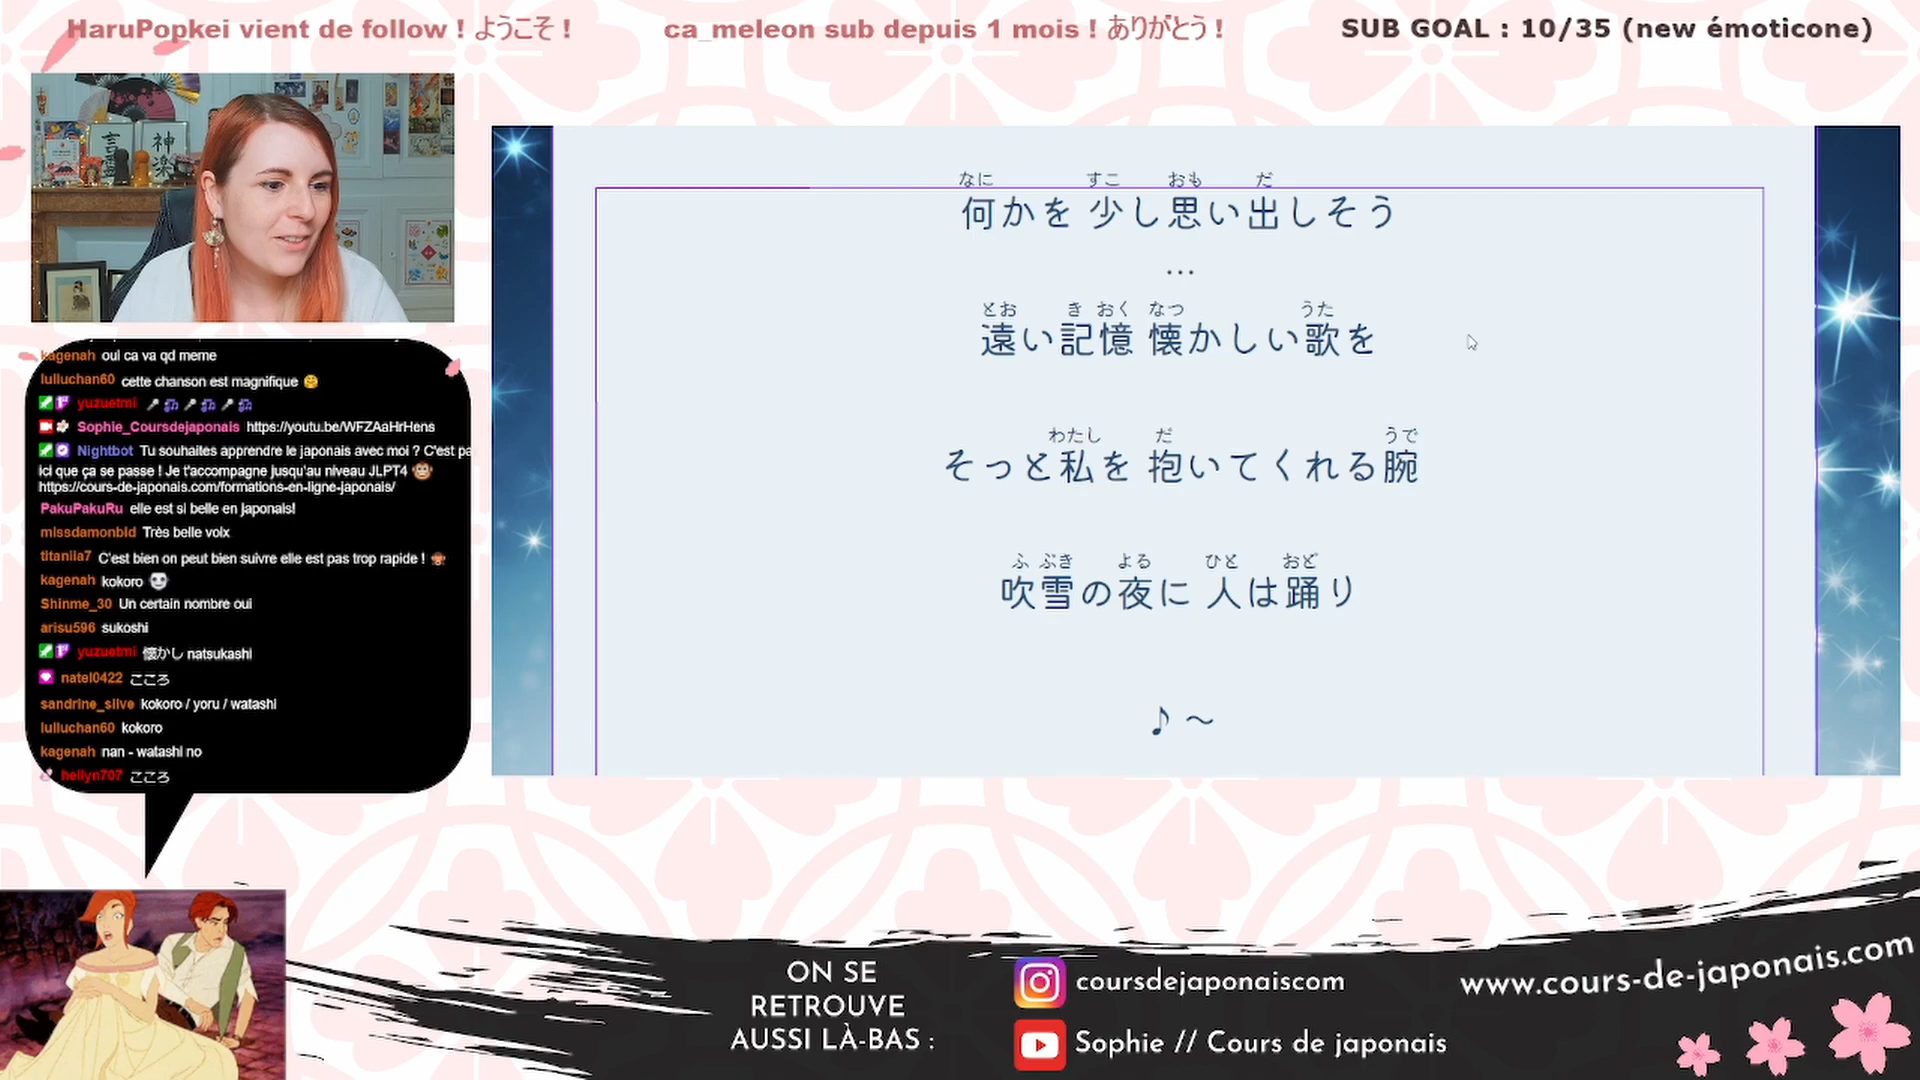 HaruPopkei vient de follow ! ようこそ !
ca_meleon sub depuis 1 mois ! ありがとう !
SUB GOAL : 10/35 (new émoticone)
言霊
神楽
なに すこ おも だ
何かを 少し思い出しそう
…
とお き おく なつ うた
遠い記憶 懐かしい歌を
わたし だ うで
そっと私を 抱いてくれる腕
ふ ぶき よる ひと おど
吹雪の夜に 人は踊り
♪ ～
kagenah oui ca va qd meme
luluchan60 cette chanson est magnifique
yuzuetmi
Sophie_Coursdejaponais https://youtu.be/WFZAaHrHens
Nightbot Tu souhaites apprendre le japonais avec moi ? C'est pa
ici que ça se passe ! Je t'accompagne jusqu'au niveau JLPT4
https://cours-de-japonais.com/formations-en-ligne-japonais/
PakuPakuRu elle est si belle en japonais!
missdamonbld Très belle voix
titaniia7 C'est bien on peut bien suivre elle est pas trop rapide !
kagenah kokoro
Shinme_30 Un certain nombre oui
arisu596 sukoshi
yuzuetmi 懐かし natsukashi
natel0422 こころ
sandrine_silve kokoro / yoru / watashi
luluchan60 kokoro
kagenah nan - watashi no
heilyn707 こころ
ON SE
RETROUVE
AUSSI LÀ-BAS :
coursdejaponaiscom
Sophie // Cours de japonais
www.cours-de-japonais.com